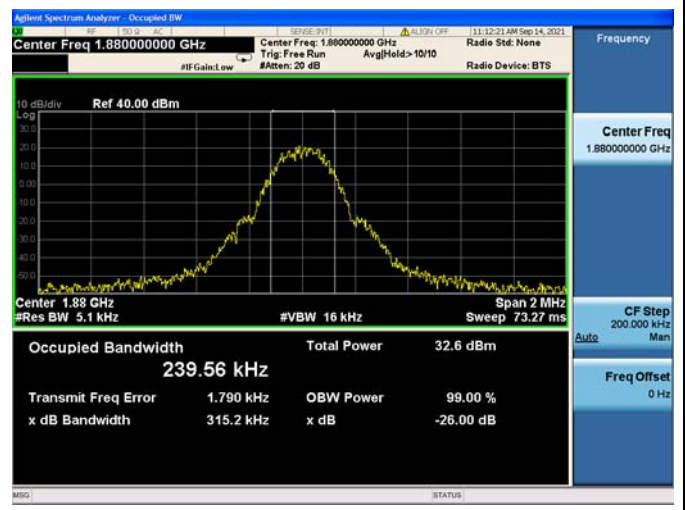 Agilent Spectrum Analyzer - Occupied BW
RF 50 Ω AC SENSE:INT ALIGN OFF 11:12:21 AM Sep 14, 2021
Center Freq 1.880000000 GHz
Center Freq: 1.880000000 GHz
Radio Std: None
Trig: Free Run Avg|Hold:>10/10
#IFGain:Low #Atten: 20 dB Radio Device: BTS
Frequency
10 dB/div Ref 40.00 dBm
Log
30.0
20.0
10.0
0.00
-10.0
-20.0
-30.0
-40.0
-50.0
Center 1.88 GHz Span 2 MHz
#Res BW 5.1 kHz #VBW 16 kHz Sweep 73.27 ms
Occupied Bandwidth Total Power 32.6 dBm
239.56 kHz
Transmit Freq Error 1.790 kHz OBW Power 99.00 %
x dB Bandwidth 315.2 kHz x dB -26.00 dB
Center Freq
1.880000000 GHz
CF Step
200.000 kHz
Auto Man
Freq Offset
0 Hz
MSG STATUS